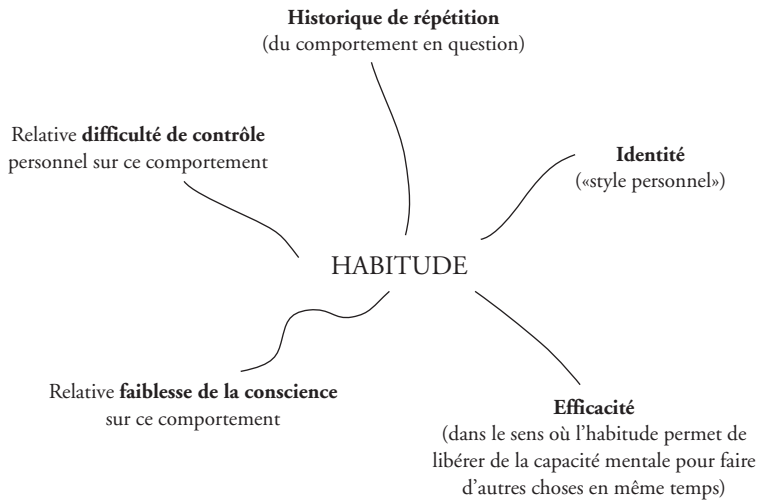 Historique de répétition
(du comportement en question)
Relative difficulté de contrôle
personnel sur ce comportement
Identité
(«style personnel»)
HABITUDE
Relative faiblesse de la conscience
sur ce comportement
Efficacité
(dans le sens où l'habitude permet de
libérer de la capacité mentale pour faire
d'autres choses en même temps)